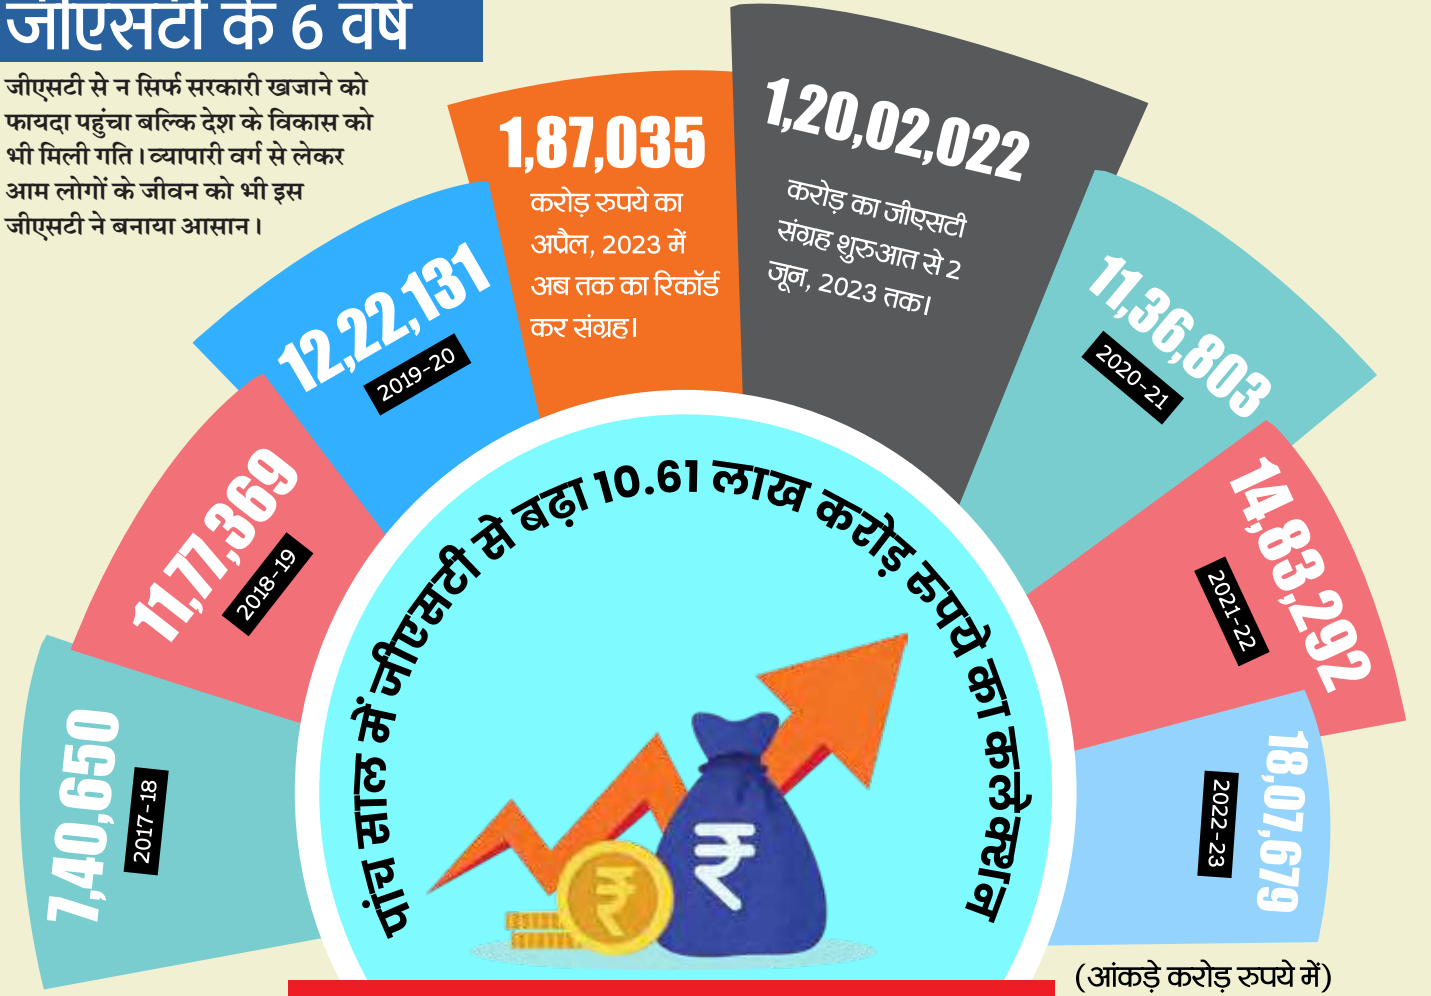 जीएसटी के 6 वर्ष
जीएसटी से न सिर्फ सरकारी खजाने को
फायदा पहुंचा बल्कि देश के विकास को
भी मिली गति। व्यापारी वर्ग से लेकर
आम लोगों के जीवन को भी इस
जीएसटी ने बनाया आसान।
7,40,650
2017-18
11,77,369
2018-19
12,22,131
2019-20
1,87,035
करोड़ रुपये का
अप्रैल, 2023 में
अब तक का रिकॉर्ड
कर संग्रह।
1,20,02,022
करोड़ का जीएसटी
संग्रह शुरुआत से 2
जून, 2023 तक।
11,36,803
2020-21
14,83,292
2021-22
18,07,679
2022-23
पांच साल में जीएसटी से बढ़ा 10.61 लाख करोड़ रुपये का कलेक्शन
₹
₹
(आंकड़े करोड़ रुपये में)